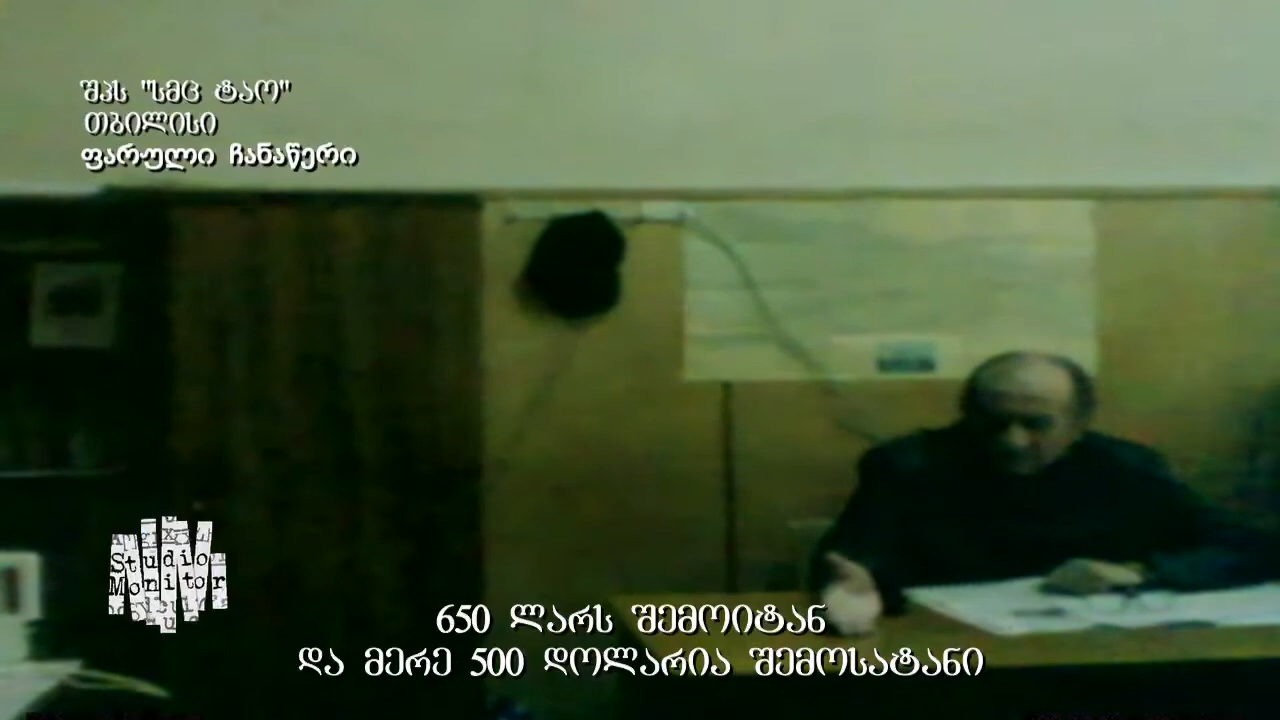 შპს "სმც ტაო"
თბილისი
ფარული ჩანაწერი
Studio
Monitor
650 ლარს შემოიტან
და მერე 500 დოლარია შემოსატანი